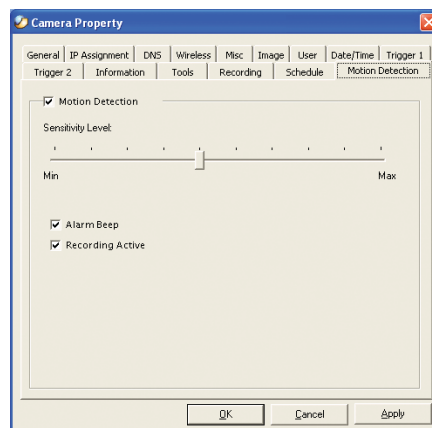 Camera Property
General IP Assignment DNS Wireless Misc Image User Date/Time Trigger 1
Trigger 2 Information Tools Recording Schedule Motion Detection
Motion Detection
Sensitivity Level:
Min Max
Alarm Beep
Recording Active
OK Cancel Apply